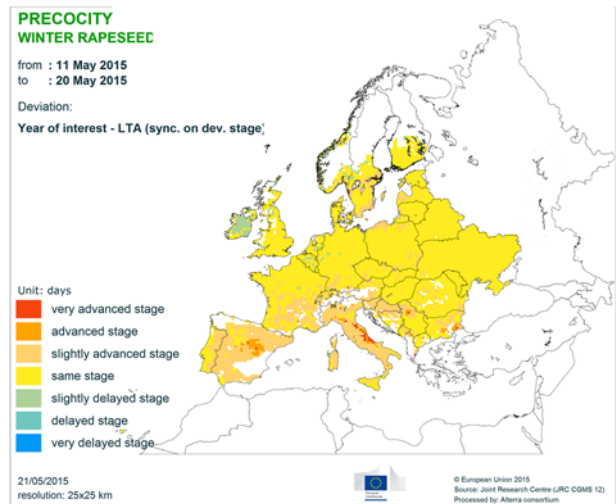 PRECOCITY
WINTER RAPESEED
from : 11 May 2015
to : 20 May 2015
Deviation:
Year of interest - LTA (sync. on dev. stage)
Unit: days
very advanced stage
advanced stage
slightly advanced stage
same stage
slightly delayed stage
delayed stage
very delayed stage
21/05/2015
resolution: 25x25 km
© European Union 2015
Source: Joint Research Centre (JRC CGMS 12)
Processed by: Alterra consortium